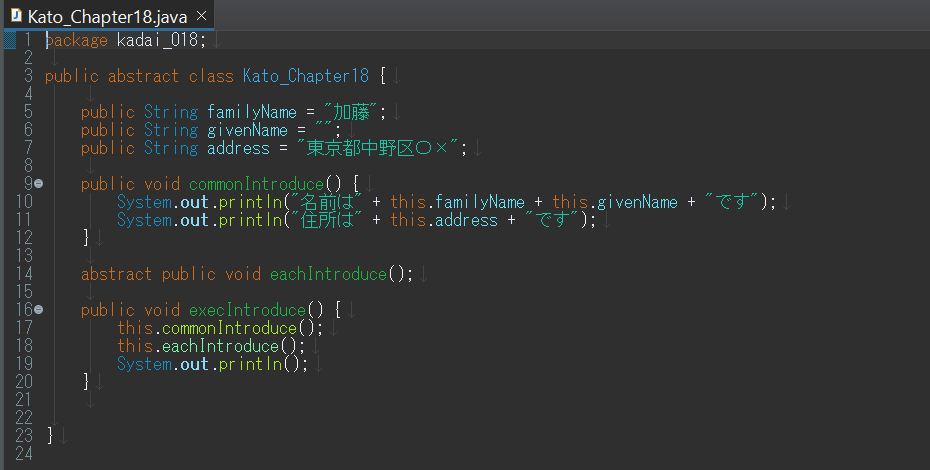 Kato_Chapter18.java
1 package kadai_018;
2
3 public abstract class Kato_Chapter18 {
4
5 public String familyName = "加藤";
6 public String givenName = "";
7 public String address = "東京都中野区〇×";
8
9 public void commonIntroduce() {
10 System.out.println("名前は" + this.familyName + this.givenName + "です");
11 System.out.println("住所は" + this.address + "です");
12 }
13
14 abstract public void eachIntroduce();
15
16 public void execIntroduce() {
17 this.commonIntroduce();
18 this.eachIntroduce();
19 System.out.println();
20 }
21
22
23 }
24